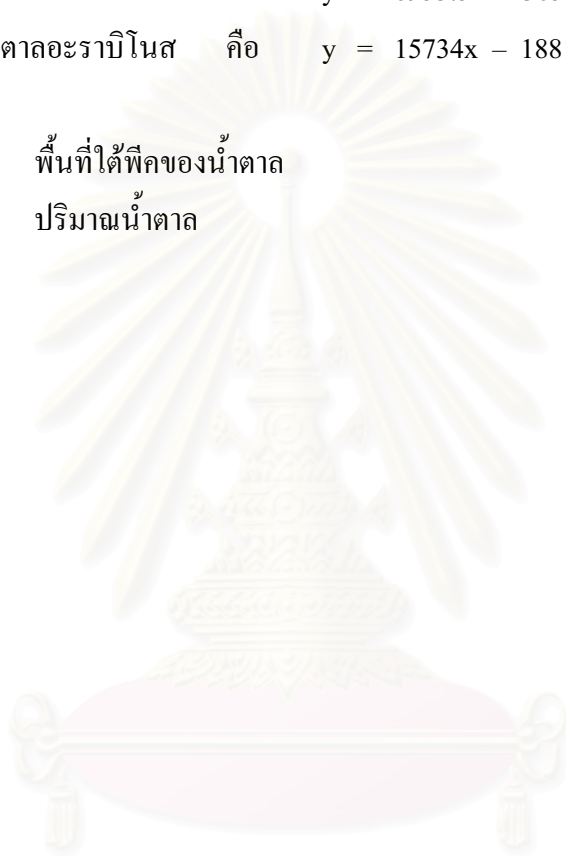 ตาลอะราบิโนส คือ y = 15734x – 188
พื้นที่ใต้พีคของน้ำตาล
ปริมาณน้ำตาล